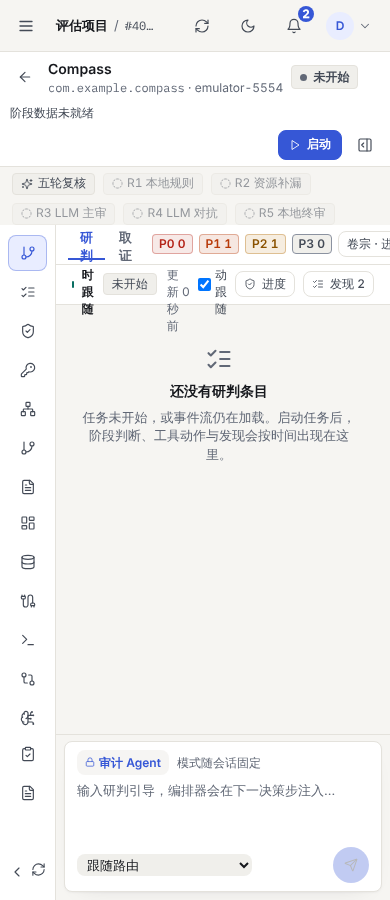 评估项目 / #40…
2
D
Compass
com.example.compass · emulator-5554
未开始
阶段数据未就绪
启动
五轮复核
R1 本地规则
R2 资源补漏
R3 LLM 主审
R4 LLM 对抗
R5 本地终审
研判
取证
P0 0
P1 1
P2 1
P3 0
卷宗 · 进
时跟随
未开始
更新 0 秒前
动跟随
进度
发现 2
还没有研判条目
任务未开始，或事件流仍在加载。启动任务后，
阶段判断、工具动作与发现会按时间出现在这
里。
审计 Agent
模式随会话固定
输入研判引导，编排器会在下一决策步注入...
跟随路由